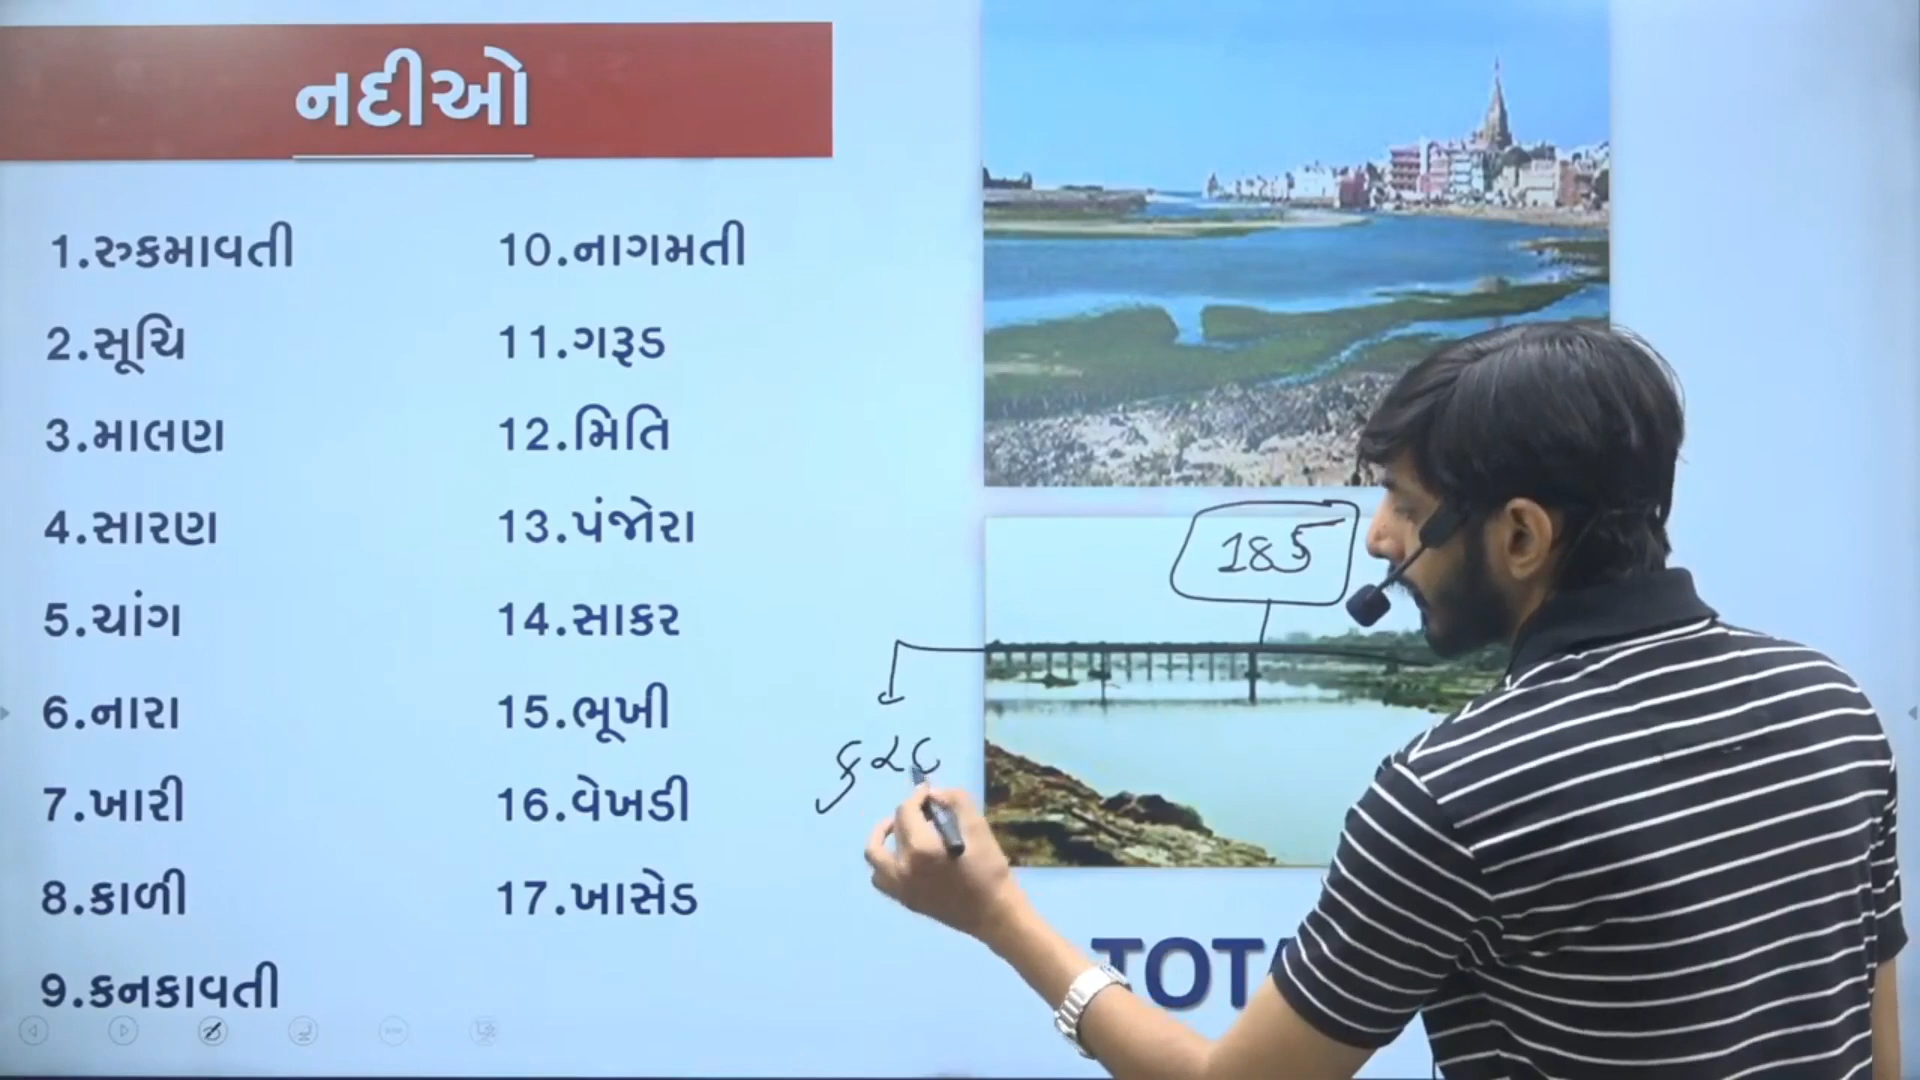 નદીઓ
1.રુકમાવતી
2.સૂચિ
3.માલણ
4.સારણ
5.ચાંગ
6.નારા
7.ખારી
8.કાળી
9.કનકાવતી
10.નાગમતી
11.ગરૂડ
12.મિતિ
13.પંજોરા
14.સાકર
15.ભૂખી
16.વેખડી
17.ખાસેડ
185